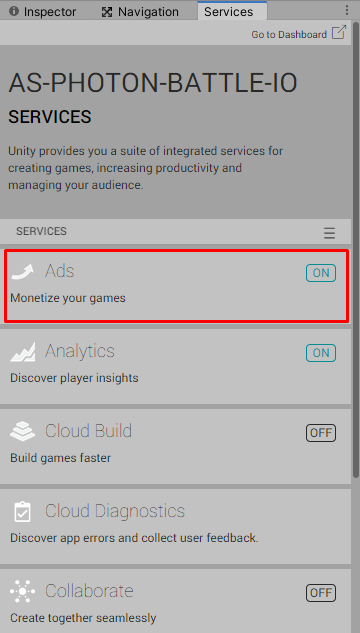 Inspector Navigation Services
Go to Dashboard
AS-PHOTON-BATTLE-IO
SERVICES
Unity provides you a suite of integrated services for
creating games, increasing productivity and
managing your audience.
SERVICES
Ads ON
Monetize your games
Analytics ON
Discover player insights
Cloud Build OFF
Build games faster
Cloud Diagnostics
Discover app errors and collect user feedback.
Collaborate OFF
Create together seamlessly